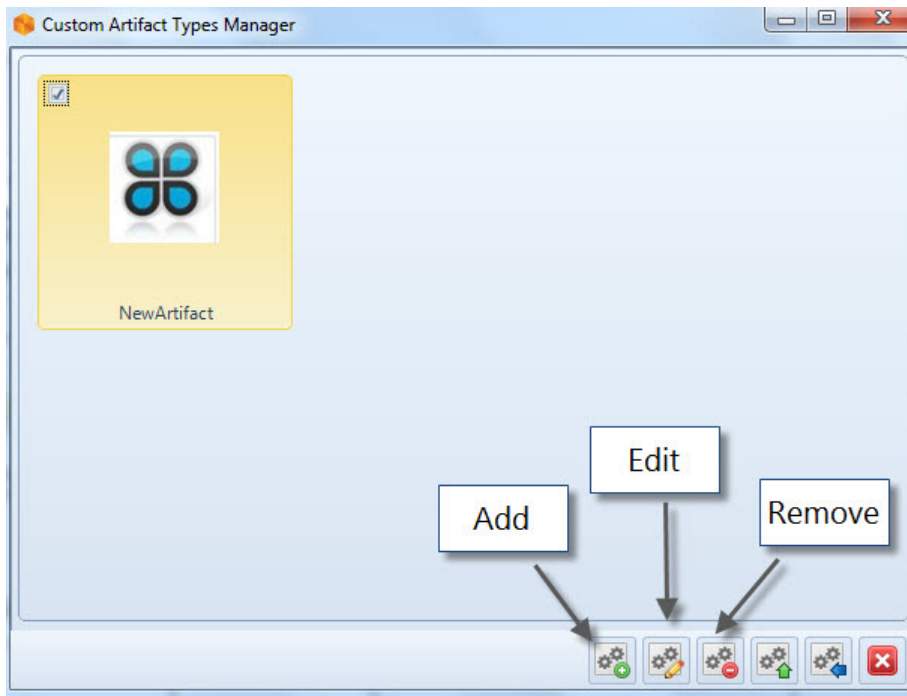 Custom Artifact Types Manager
NewArtifact
Edit
Add
Remove